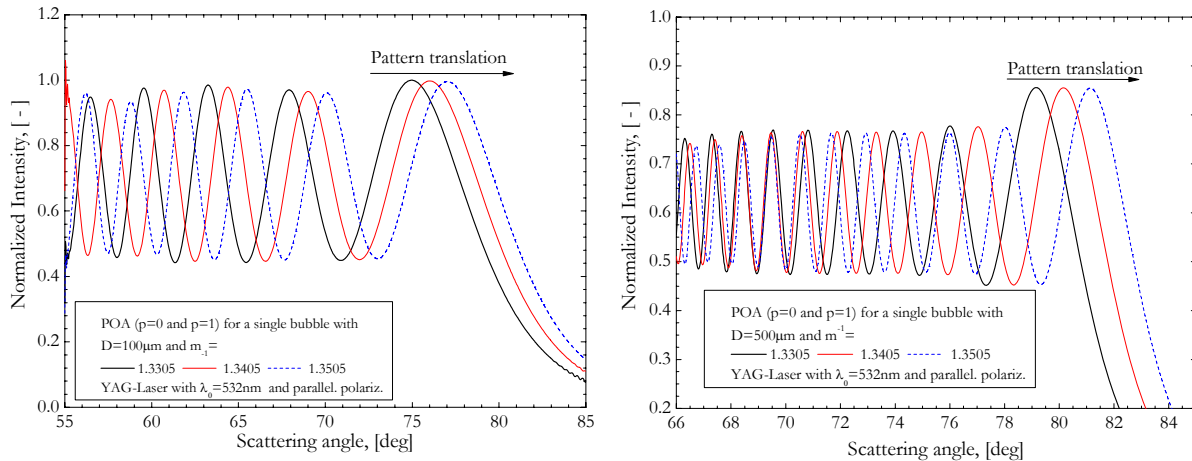 1.2
1.0
0.8
0.6
0.4
0.2
0.0
Normalized Intensity, [ - ]
Pattern translation
POA (p=0 and p=1) for a single bubble with
D=100μm and m-1=
1.3305 1.3405 1.3505
YAG-Laser with λ0=532nm and parallel. polariz.
55 60 65 70 75 80 85
Scattering angle, [deg]
1.0
0.9
0.8
0.7
0.6
0.5
0.4
0.3
0.2
Normalized Intensity, [ - ]
Pattern translation
POA (p=0 and p=1) for a single bubble with
D=500μm and m-1=
1.3305 1.3405 1.3505
YAG-Laser with λ0=532nm and parallel. polariz.
66 68 70 72 74 76 78 80 82 84
Scattering angle, [deg]